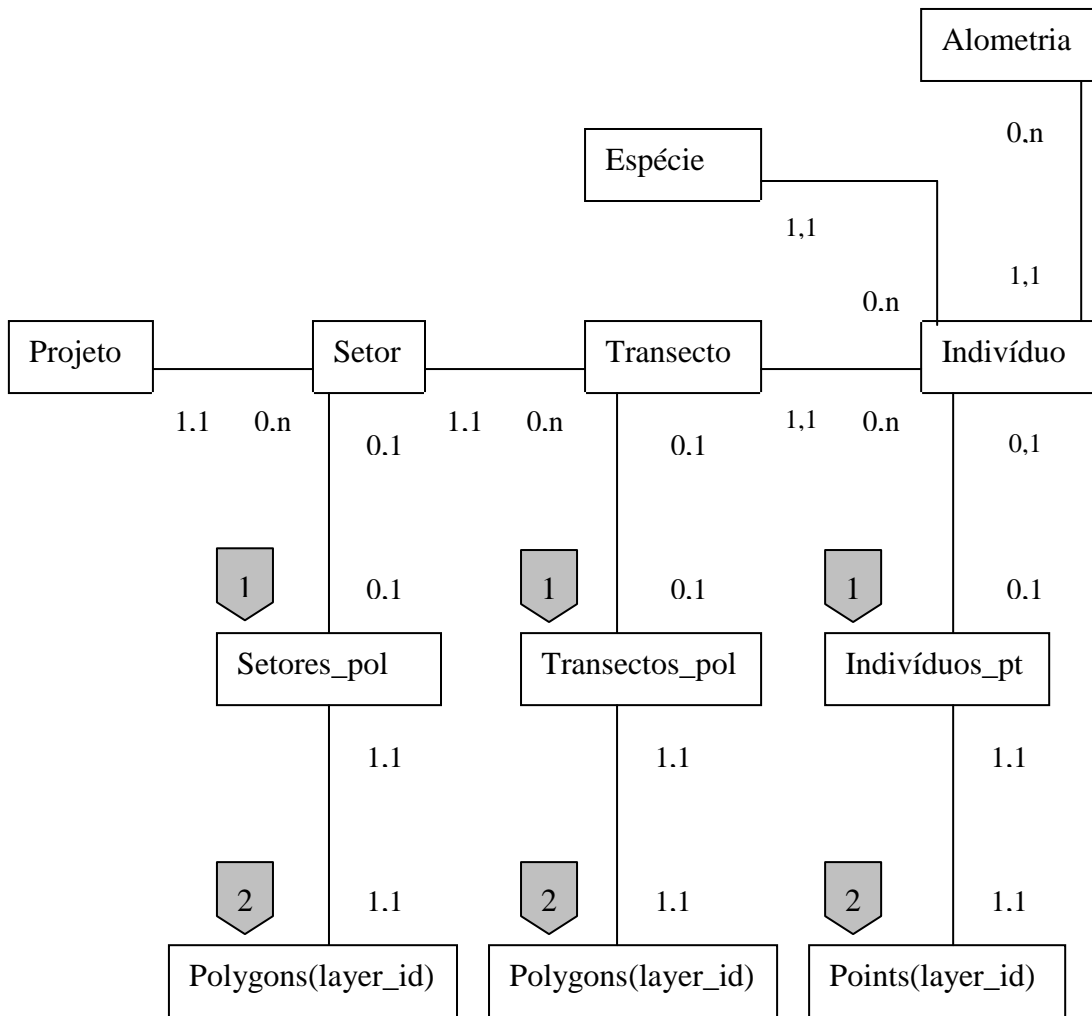 Alometria
0.n
Espécie
1,1
1,1
0.n
Projeto
Setor
Transecto
Indivíduo
1.1
0.n
1.1
0.n
1,1
0.n
0.1
0.1
0,1
1
1
1
0.1
0.1
0.1
Setores_pol
Transectos_pol
Indivíduos_pt
1.1
1.1
1.1
2
2
2
1.1
1.1
1.1
Polygons(layer_id)
Polygons(layer_id)
Points(layer_id)